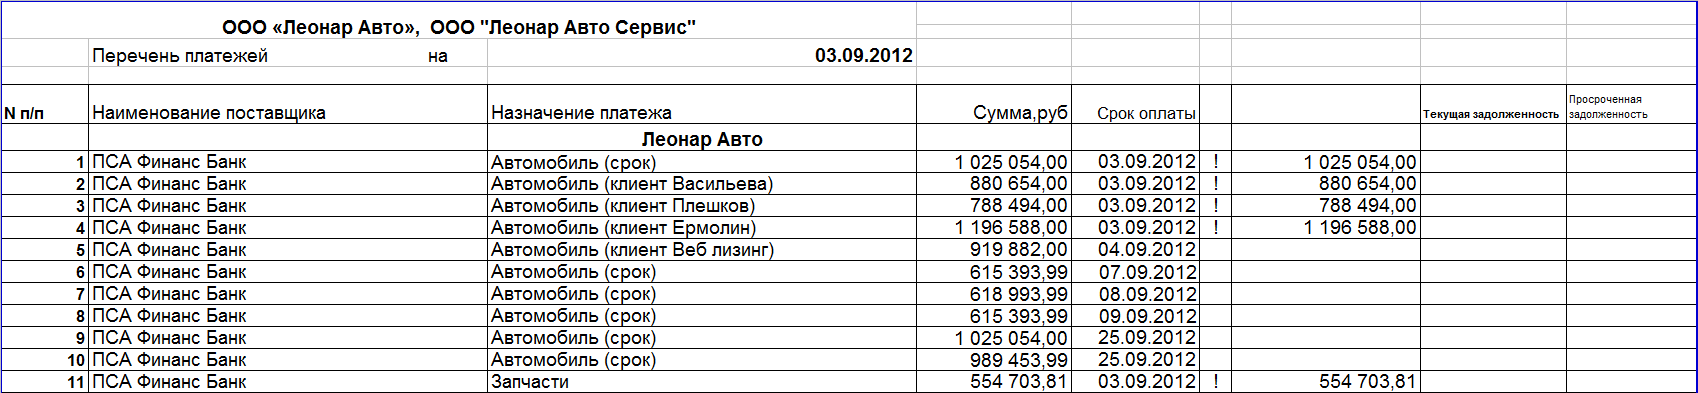 ООО «Леонар Авто», ООО "Леонар Авто Сервис"
Перечень платежей на 03.09.2012
N п/п Наименование поставщика Назначение платежа Сумма,руб Срок оплаты Текущая задолженность Просроченная задолженность
Леонар Авто
1 ПСА Финанс Банк Автомобиль (срок) 1 025 054,00 03.09.2012 ! 1 025 054,00
2 ПСА Финанс Банк Автомобиль (клиент Васильева) 880 654,00 03.09.2012 ! 880 654,00
3 ПСА Финанс Банк Автомобиль (клиент Плешков) 788 494,00 03.09.2012 ! 788 494,00
4 ПСА Финанс Банк Автомобиль (клиент Ермолин) 1 196 588,00 03.09.2012 ! 1 196 588,00
5 ПСА Финанс Банк Автомобиль (клиент Веб лизинг) 919 882,00 04.09.2012
6 ПСА Финанс Банк Автомобиль (срок) 615 393,99 07.09.2012
7 ПСА Финанс Банк Автомобиль (срок) 618 993,99 08.09.2012
8 ПСА Финанс Банк Автомобиль (срок) 615 393,99 09.09.2012
9 ПСА Финанс Банк Автомобиль (срок) 1 025 054,00 25.09.2012
10 ПСА Финанс Банк Автомобиль (срок) 989 453,99 25.09.2012
11 ПСА Финанс Банк Запчасти 554 703,81 03.09.2012 ! 554 703,81